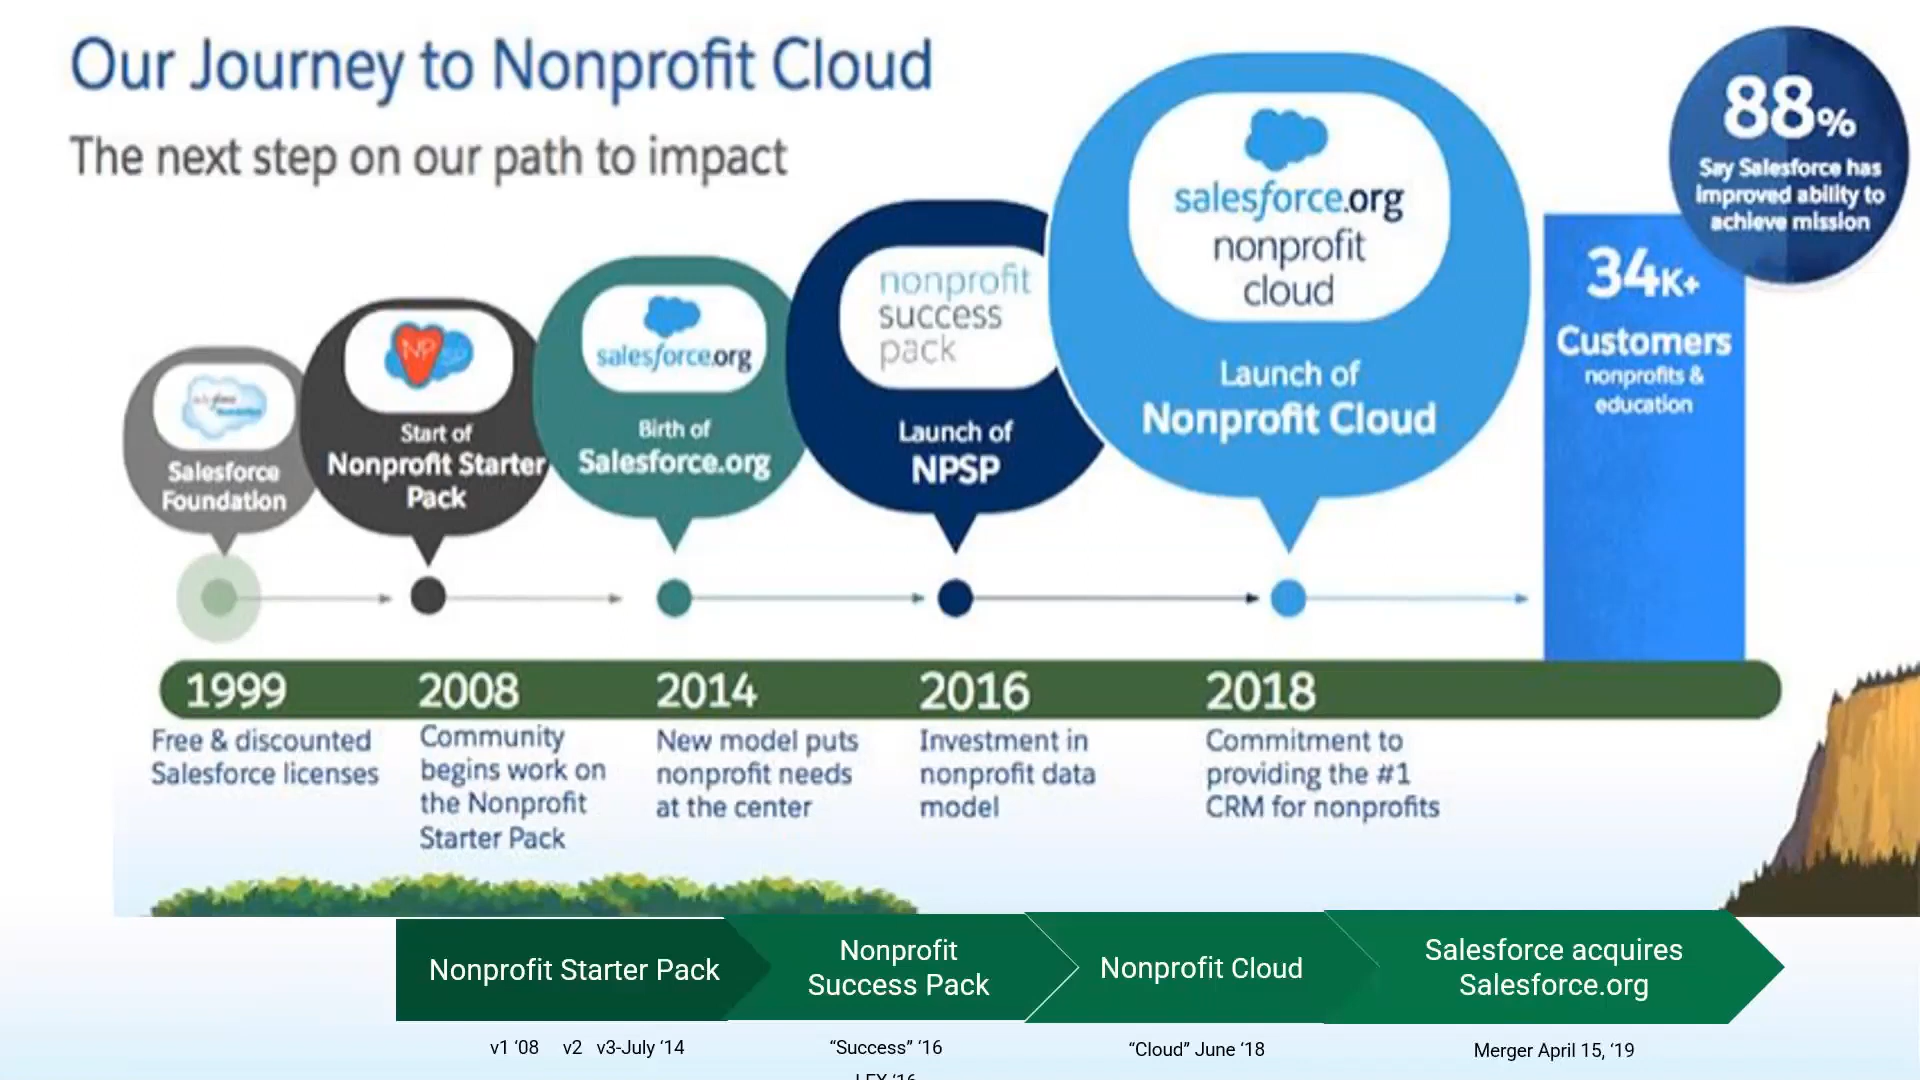 Our Journey to Nonprofit Cloud
The next step on our path to impact
88%
Say Salesforce has
improved ability to
achieve mission
34K+
Customers
nonprofits &
education
Salesforce
Foundation
NP SP
Start of
Nonprofit Starter
Pack
salesforce.org
Birth of
Salesforce.org
nonprofit
success
pack
Launch of
NPSP
salesforce.org
nonprofit
cloud
Launch of
Nonprofit Cloud
1999
Free & discounted
Salesforce licenses
2008
Community
begins work on
the Nonprofit
Starter Pack
2014
New model puts
nonprofit needs
at the center
2016
Investment in
nonprofit data
model
2018
Commitment to
providing the #1
CRM for nonprofits
Nonprofit Starter Pack
Nonprofit
Success Pack
Nonprofit Cloud
Salesforce acquires
Salesforce.org
v1 ‘08 v2 v3-July ‘14
“Success” ‘16
“Cloud” June ‘18
Merger April 15, ‘19